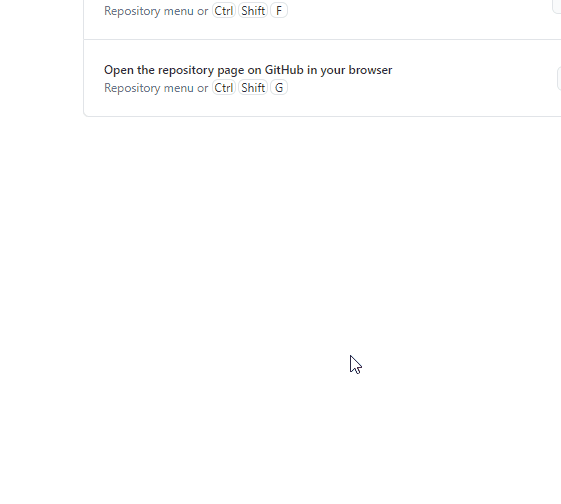 Repository menu or Ctrl Shift F
Open the repository page on GitHub in your browser
Repository menu or Ctrl Shift G